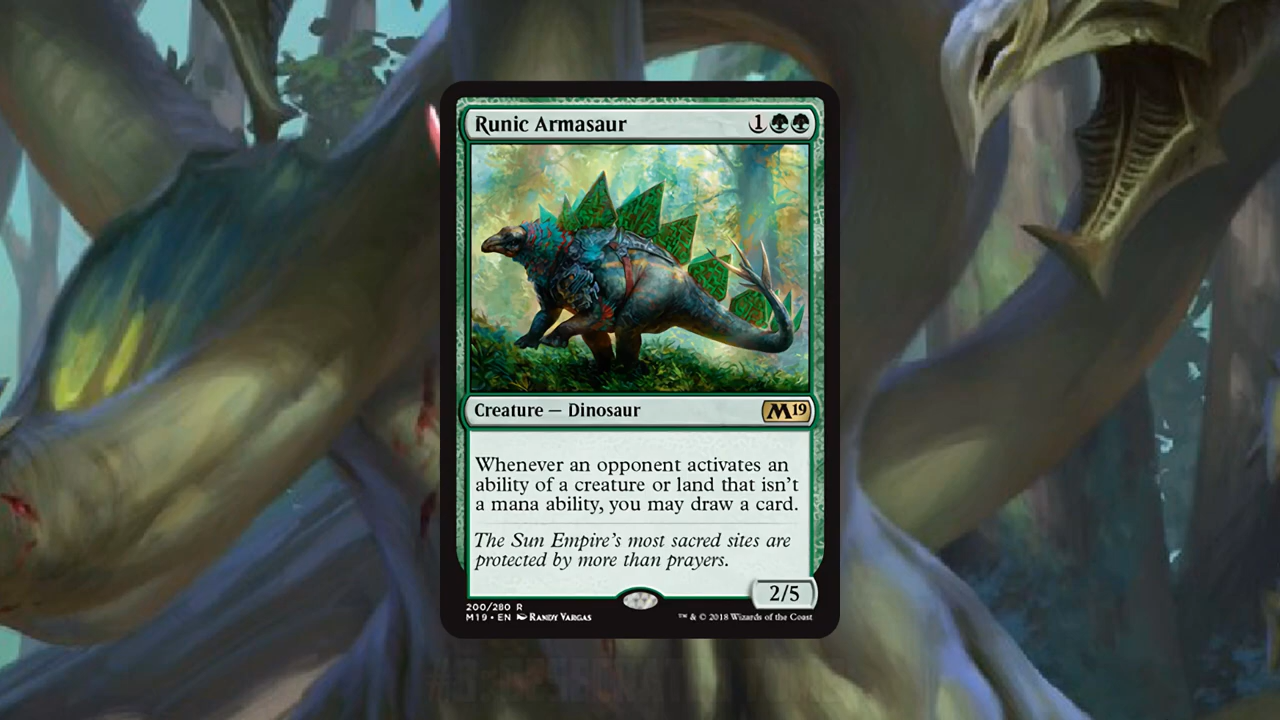 Runic Armasaur 1
Creature — Dinosaur M19
Whenever an opponent activates an
ability of a creature or land that isn't
a mana ability, you may draw a card.
The Sun Empire's most sacred sites are
protected by more than prayers.
2/5
200/280 R
M19 • EN Randy Vargas ™ & © 2018 Wizards of the Coast